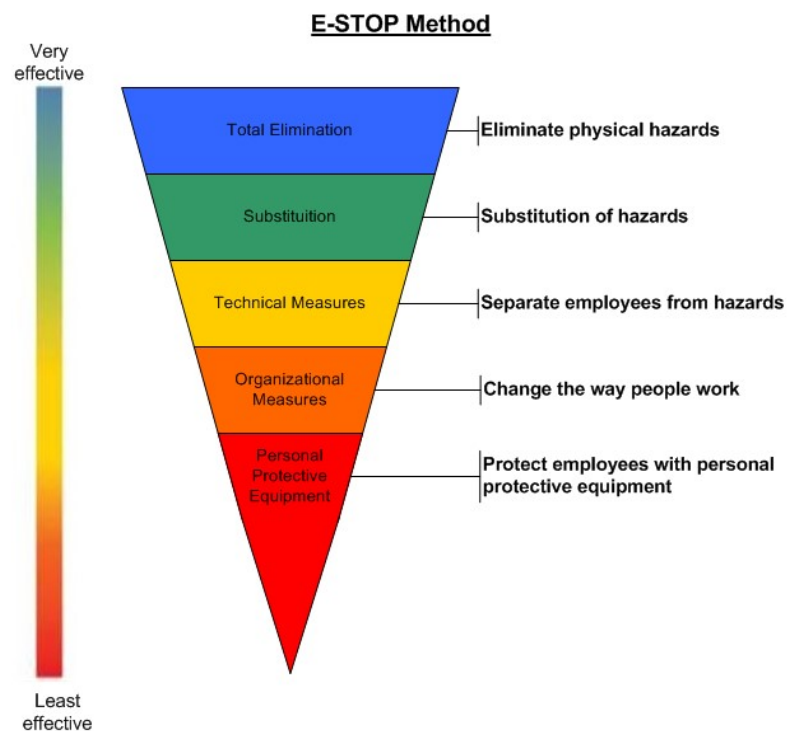 E-STOP Method
Very
effective
Total Elimination
Eliminate physical hazards
Substituition
Substitution of hazards
Technical Measures
Separate employees from hazards
Organizational
Measures
Change the way people work
Personal
Protective
Equipment
Protect employees with personal
protective equipment
Least
effective